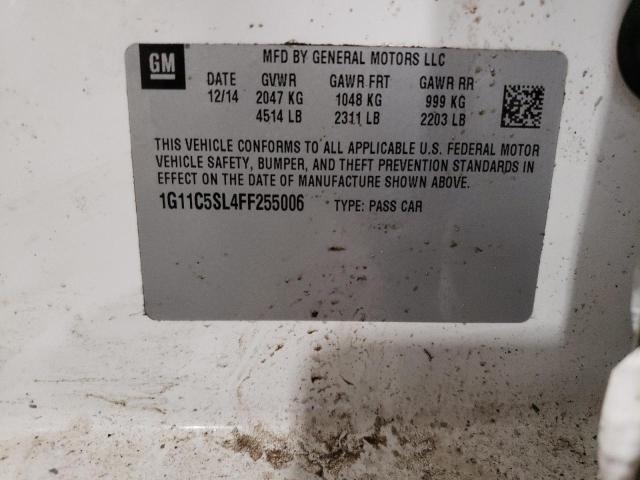 GM
MFD BY GENERAL MOTORS LLC
DATE GVWR GAWR FRT GAWR RR
12/14 2047 KG 1048 KG 999 KG
4514 LB 2311 LB 2203 LB
THIS VEHICLE CONFORMS TO ALL APPLICABLE U.S. FEDERAL MOTOR
VEHICLE SAFETY, BUMPER, AND THEFT PREVENTION STANDARDS IN
EFFECT ON THE DATE OF MANUFACTURE SHOWN ABOVE.
1G11C5SL4FF255006 TYPE: PASS CAR